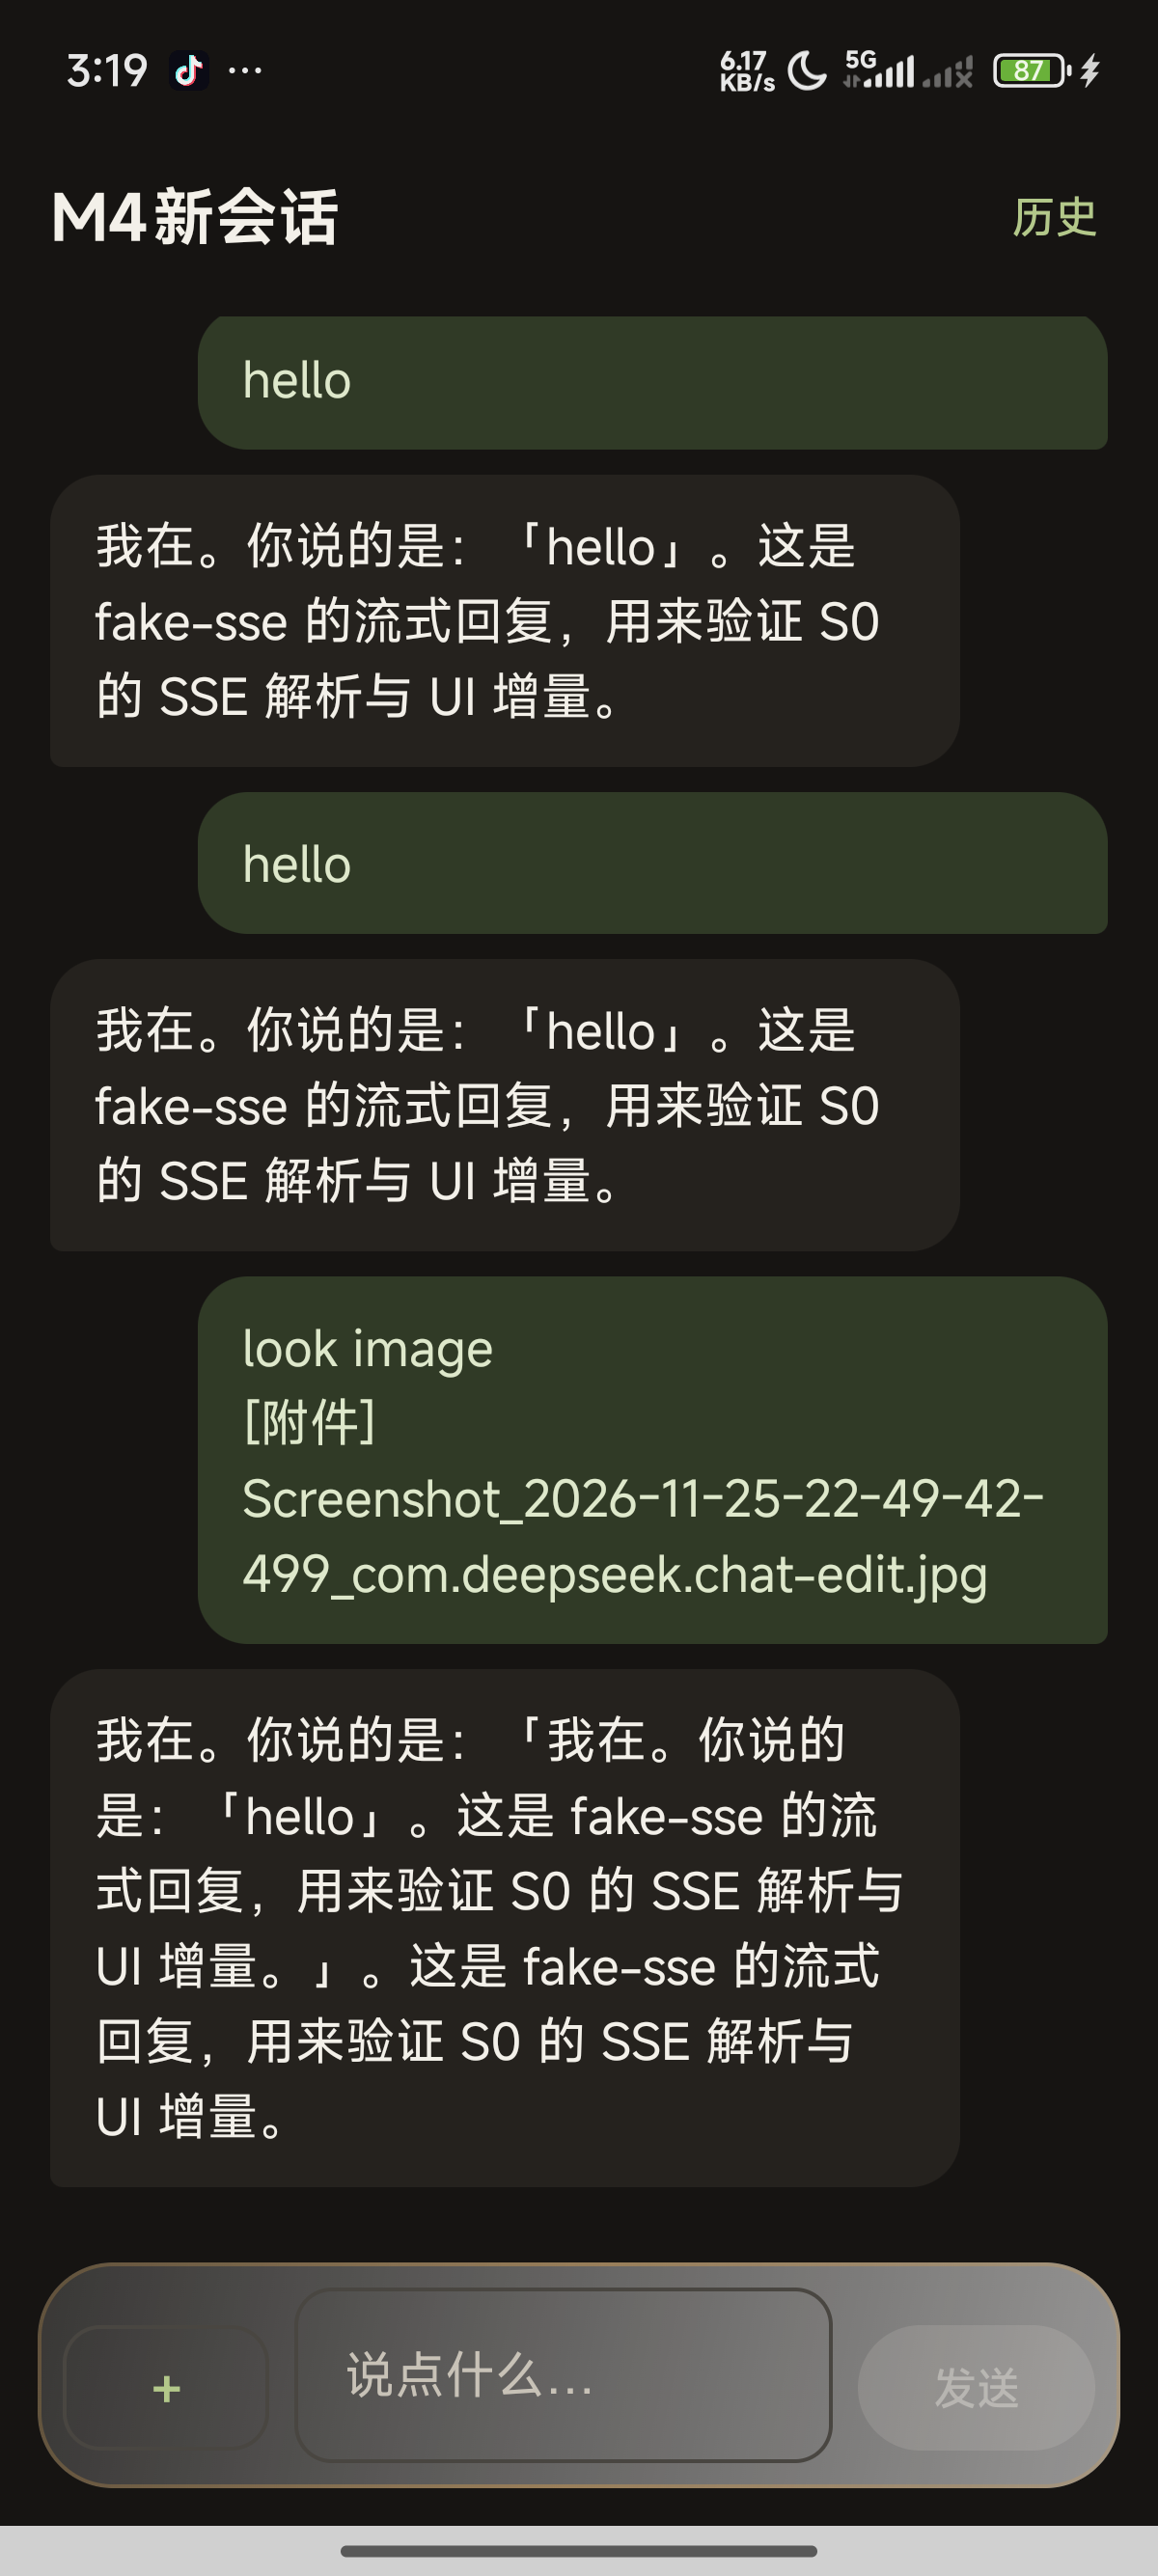 3:19 ...
6.17
KB/s
5G
87
M4新会话
历史
hello
我在。你说的是：「hello」。这是
fake-sse 的流式回复，用来验证 S0
的 SSE 解析与 UI 增量。
hello
我在。你说的是：「hello」。这是
fake-sse 的流式回复，用来验证 S0
的 SSE 解析与 UI 增量。
look image
[附件]
Screenshot_2026-11-25-22-49-42-
499_com.deepseek.chat-edit.jpg
我在。你说的是：「我在。你说的
是：「hello」。这是 fake-sse 的流
式回复，用来验证 S0 的 SSE 解析与
UI 增量。」。这是 fake-sse 的流式
回复，用来验证 S0 的 SSE 解析与
UI 增量。
+
说点什么...
发送